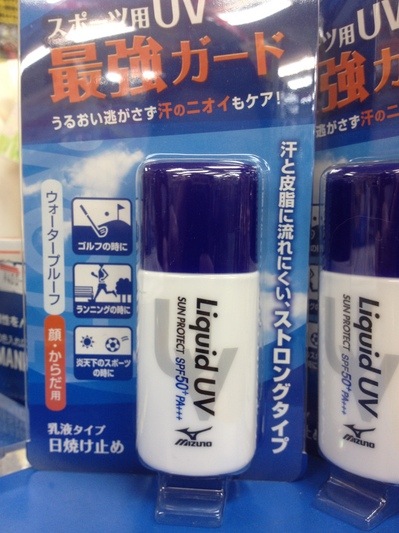 スポーツ用UV
最強ガード
うるおい逃がさず汗のニオイもケア!
汗と皮脂に流れにくい、ストロングタイプ
ウォータープルーフ
顔・からだ用
ゴルフの時に
ランニングの時に
炎天下のスポーツ
の時に
乳液タイプ
日焼け止め
UV
Liquid UV
SUN PROTECT SPF50+ PA+++
MIZUNO
ツ用UV
強ガー
逃がさず汗のニ
UV
Liquid UV
SUN PROTECT SPF50+ PA+++
MIZUNO